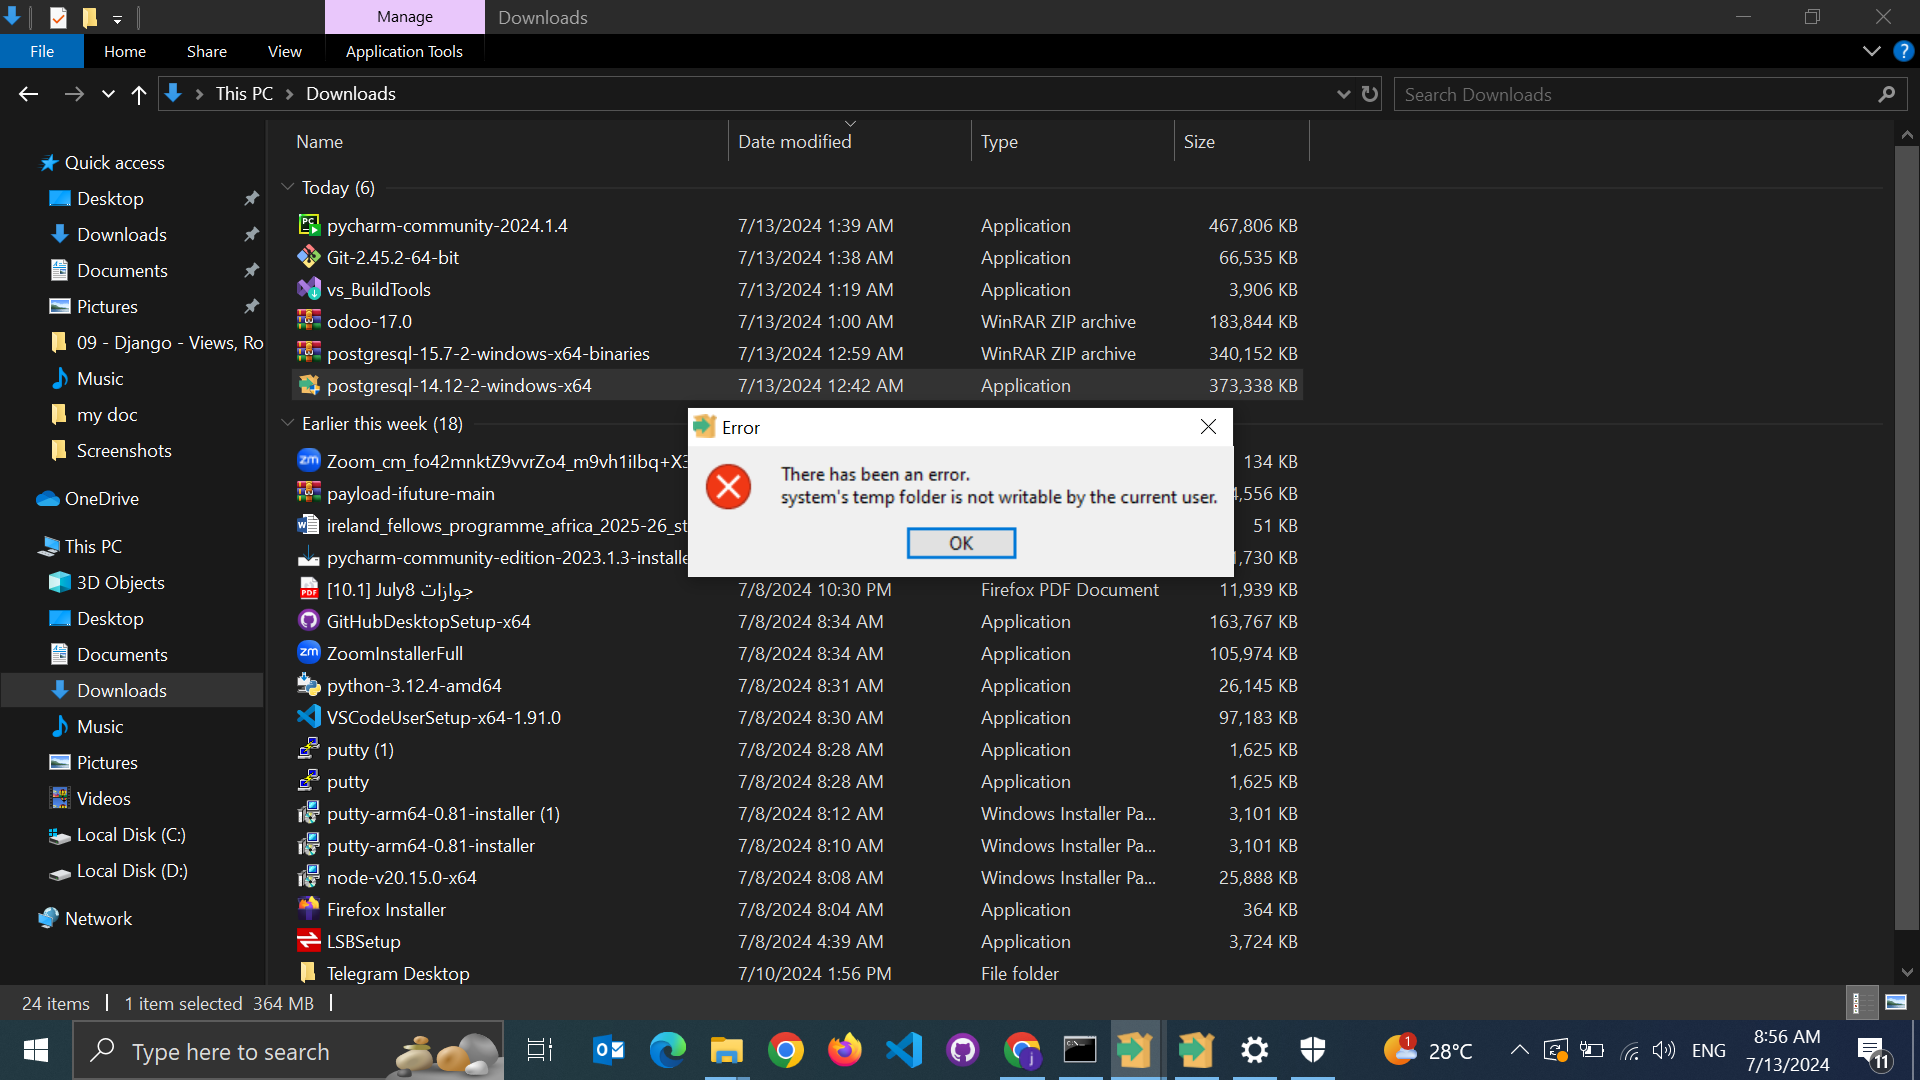 Manage Downloads
File Home Share View Application Tools
This PC Downloads Search Downloads
Name Date modified Type Size
Quick access
Desktop
Downloads
Documents
Pictures
09 - Django - Views, Ro
Music
my doc
Screenshots
OneDrive
This PC
3D Objects
Desktop
Documents
Downloads
Music
Pictures
Videos
Local Disk (C:)
Local Disk (D:)
Network
Today (6)
pycharm-community-2024.1.4 7/13/2024 1:39 AM Application 467,806 KB
Git-2.45.2-64-bit 7/13/2024 1:38 AM Application 66,535 KB
vs_BuildTools 7/13/2024 1:19 AM Application 3,906 KB
odoo-17.0 7/13/2024 1:00 AM WinRAR ZIP archive 183,844 KB
postgresql-15.7-2-windows-x64-binaries 7/13/2024 12:59 AM WinRAR ZIP archive 340,152 KB
postgresql-14.12-2-windows-x64 7/13/2024 12:42 AM Application 373,338 KB
Earlier this week (18)
Zoom_cm_fo42mnktZ9vvrZo4_m9vh1iIbq+X3 134 KB
payload-ifuture-main 4,556 KB
ireland_fellows_programme_africa_2025-26_st 51 KB
pycharm-community-edition-2023.1.3-installe 1,730 KB
[10.1] July8 جوازات 7/8/2024 10:30 PM Firefox PDF Document 11,939 KB
GitHubDesktopSetup-x64 7/8/2024 8:34 AM Application 163,767 KB
ZoomInstallerFull 7/8/2024 8:34 AM Application 105,974 KB
python-3.12.4-amd64 7/8/2024 8:31 AM Application 26,145 KB
VSCodeUserSetup-x64-1.91.0 7/8/2024 8:30 AM Application 97,183 KB
putty (1) 7/8/2024 8:28 AM Application 1,625 KB
putty 7/8/2024 8:28 AM Application 1,625 KB
putty-arm64-0.81-installer (1) 7/8/2024 8:12 AM Windows Installer Pa... 3,101 KB
putty-arm64-0.81-installer 7/8/2024 8:10 AM Windows Installer Pa... 3,101 KB
node-v20.15.0-x64 7/8/2024 8:08 AM Windows Installer Pa... 25,888 KB
Firefox Installer 7/8/2024 8:04 AM Application 364 KB
LSBSetup 7/8/2024 4:39 AM Application 3,724 KB
Telegram Desktop 7/10/2024 1:56 PM File folder
Error
There has been an error.
system's temp folder is not writable by the current user.
OK
24 items 1 item selected 364 MB
Type here to search 1 28°C ENG 8:56 AM
7/13/2024 11